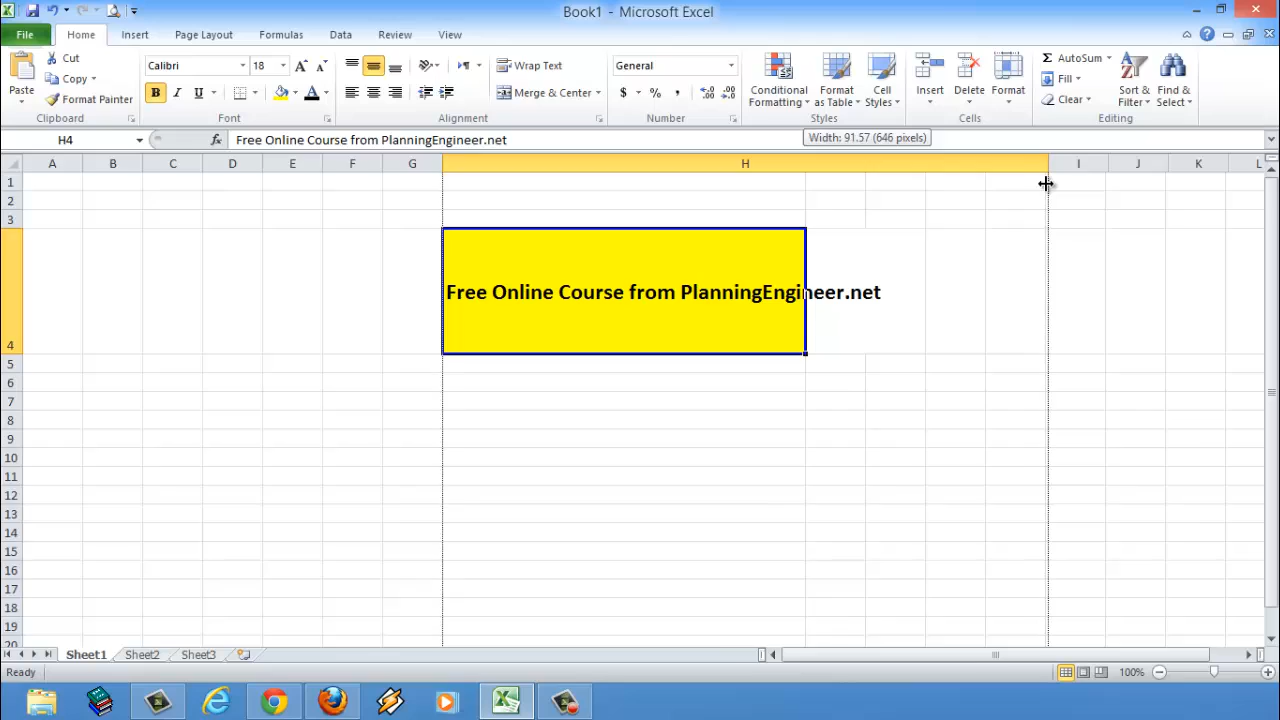 Book1 - Microsoft Excel
File Home Insert Page Layout Formulas Data Review View
Cut
Copy
Format Painter
Paste
Clipboard
Calibri 18
B I U
Font
Wrap Text
Merge & Center
Alignment
General
$ % ,
Number
Conditional Formatting
Format as Table
Cell Styles
Styles
Insert Delete Format
Cells
AutoSum
Fill
Clear
Sort & Filter
Find & Select
Editing
H4 fx Free Online Course from PlanningEngineer.net
Width: 91.57 (646 pixels)
A B C D E F G H I J K L
1
2
3
4 Free Online Course from PlanningEngineer.net
5
6
7
8
9
10
11
12
13
14
15
16
17
18
19
20
Sheet1 Sheet2 Sheet3
Ready 100%